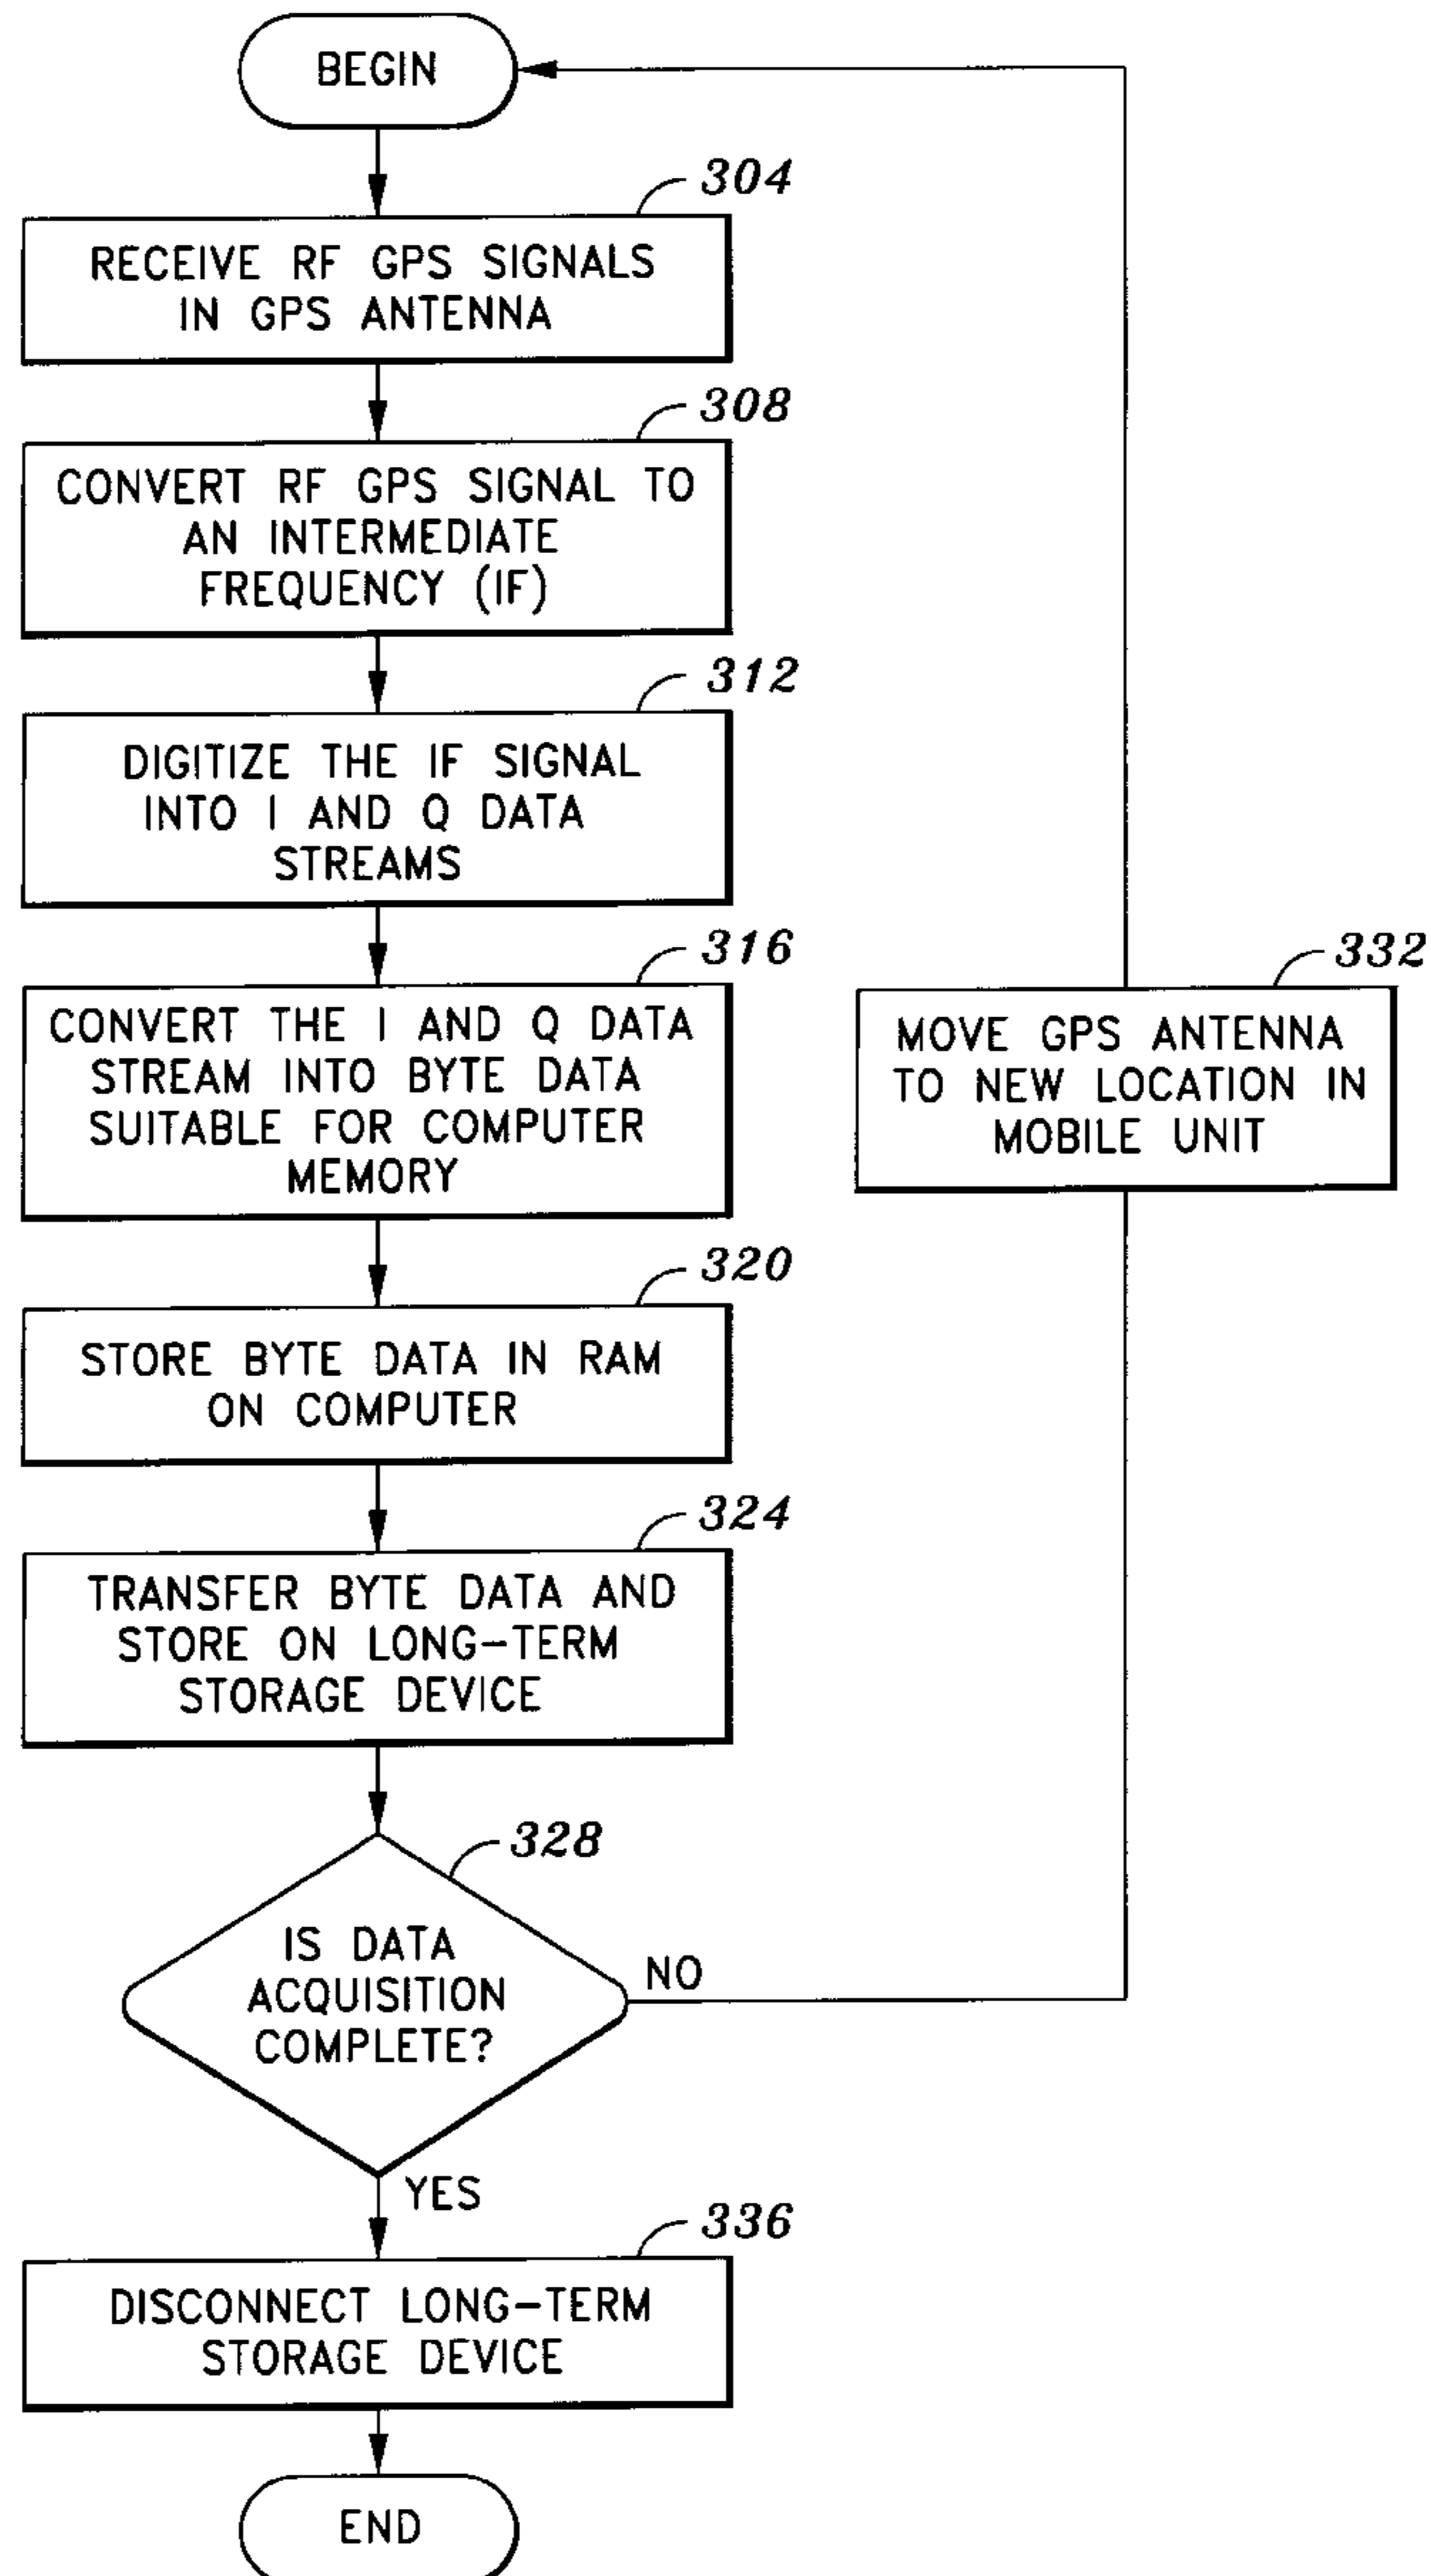 BEGIN
304
RECEIVE RF GPS SIGNALS
IN GPS ANTENNA
308
CONVERT RF GPS SIGNAL TO
AN INTERMEDIATE
FREQUENCY (IF)
312
DIGITIZE THE IF SIGNAL
INTO I AND Q DATA
STREAMS
316
CONVERT THE I AND Q DATA
STREAM INTO BYTE DATA
SUITABLE FOR COMPUTER
MEMORY
332
MOVE GPS ANTENNA
TO NEW LOCATION IN
MOBILE UNIT
320
STORE BYTE DATA IN RAM
ON COMPUTER
324
TRANSFER BYTE DATA AND
STORE ON LONG-TERM
STORAGE DEVICE
328
IS DATA
ACQUISITION
COMPLETE?
NO
YES
336
DISCONNECT LONG-TERM
STORAGE DEVICE
END